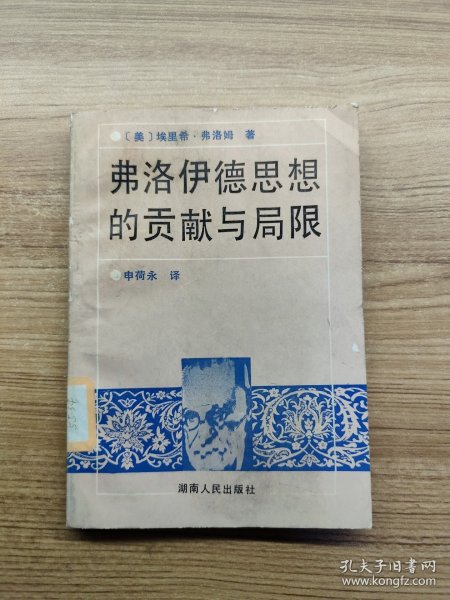 〔美〕埃里希·弗洛姆 著
弗洛伊德思想
的贡献与局限
申荷永 译
湖南人民出版社
孔夫子旧书网
www.kongfz.com